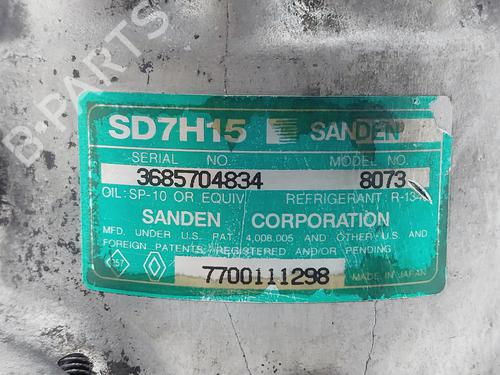 B-PARTS
SD7H15 SANDEN
SERIAL NO. MODEL NO.
3685704834 8073
OIL: SP-10 OR EQUIV. REFRIGERANT: R-134
SANDEN CORPORATION
MFD. UNDER U.S. PAT. 4,008,005 AND OTHER U.S. AND
FOREIGN PATENTS, REGISTERED AND/OR PENDING
7700111298 MADE IN JAPAN